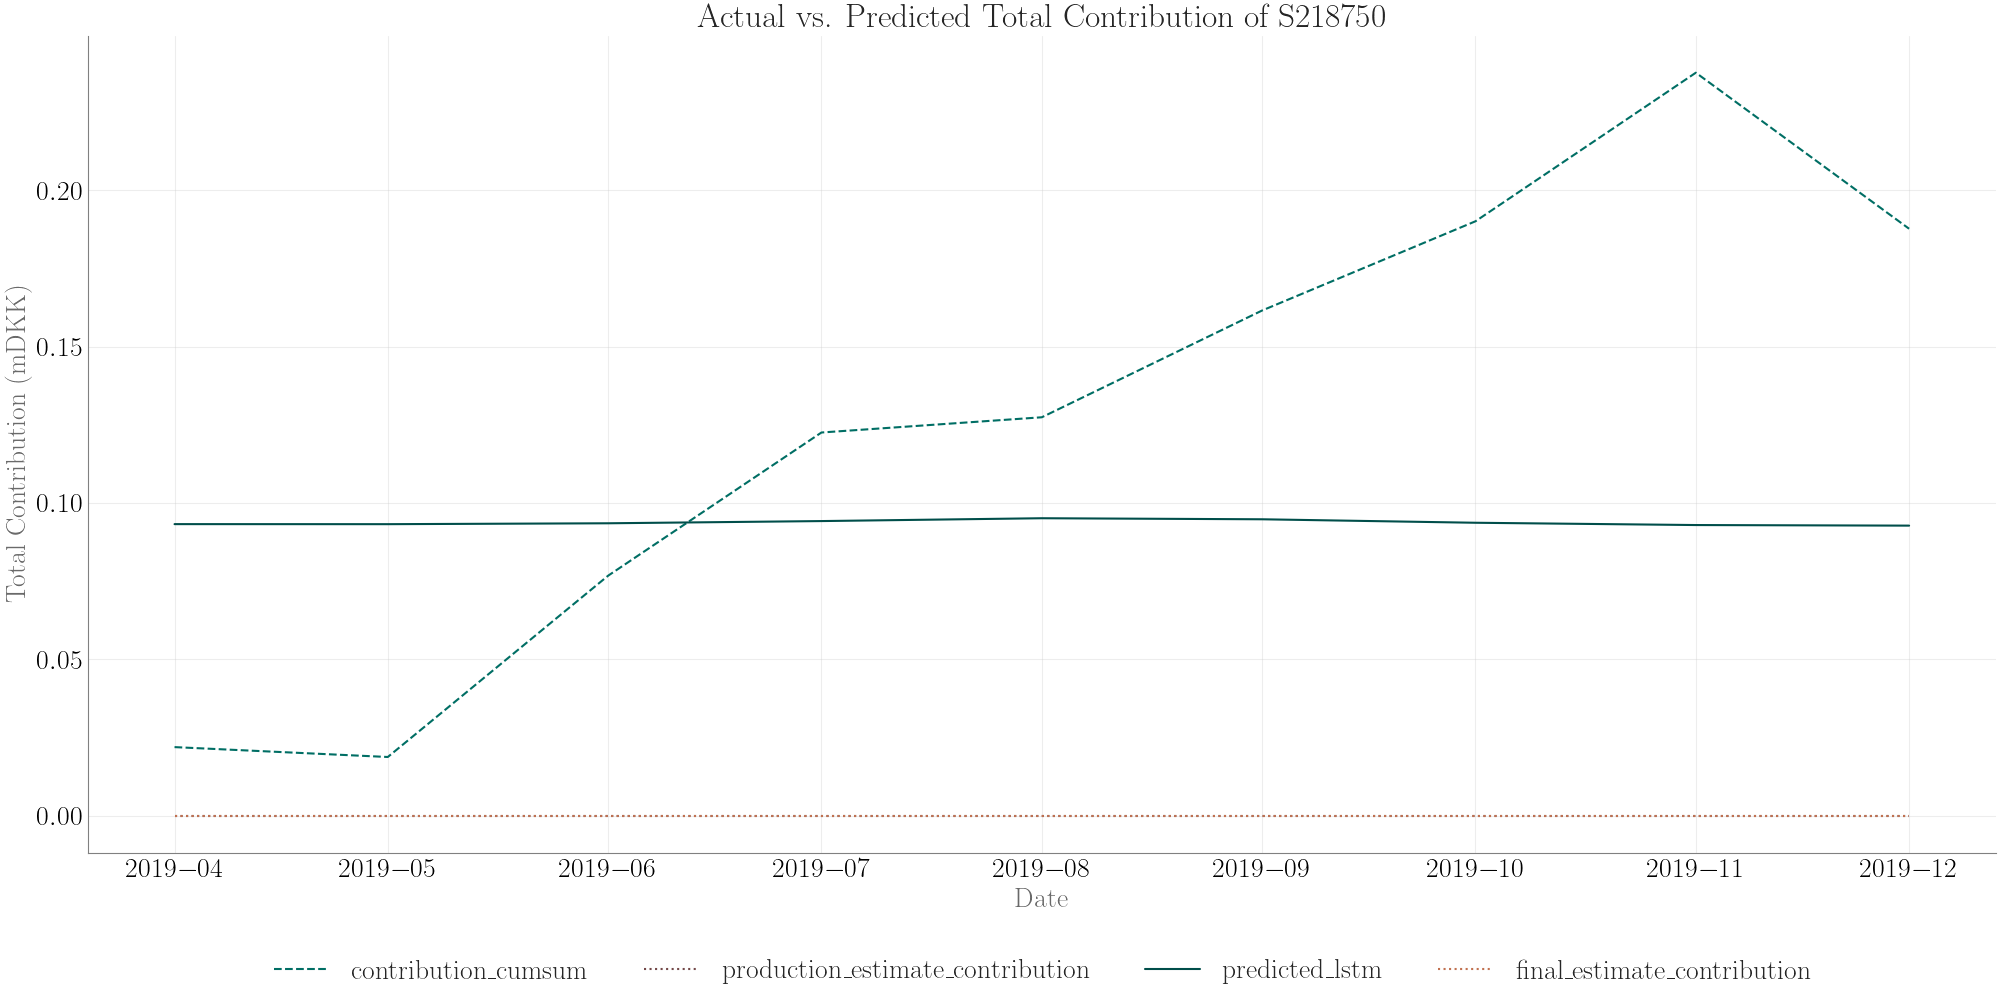 Actual vs. Predicted Total Contribution of S218750
Total Contribution (mDKK)
0.20
0.15
0.10
0.05
0.00
2019–04 2019–05 2019–06 2019–07 2019–08 2019–09 2019–10 2019–11 2019–12
Date
contribution_cumsum production_estimate_contribution predicted_lstm final_estimate_contribution